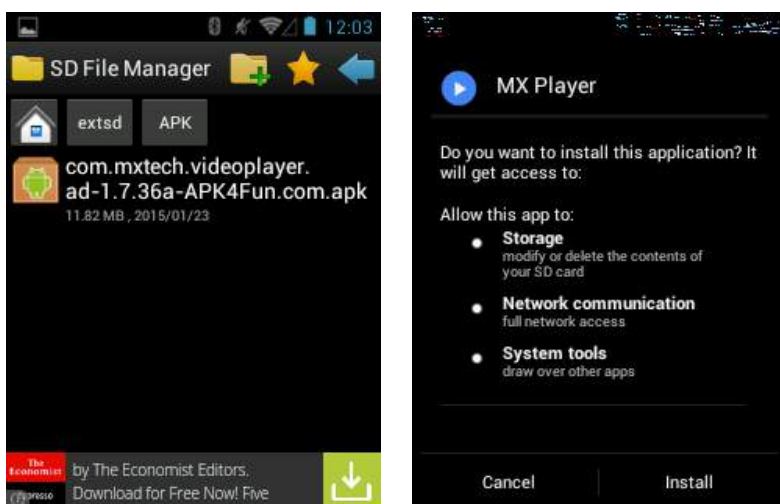 12:03
SD File Manager
extsd
APK
com.mxtech.videoplayer.
ad-1.7.36a-APK4Fun.com.apk
11.82 MB , 2015/01/23
The
Economist
by The Economist Editors.
Download for Free Now! Five
MX Player
Do you want to install this application? It
will get access to:
Allow this app to:
Storage
modify or delete the contents of
your SD card
Network communication
full network access
System tools
draw over other apps
Cancel
Install